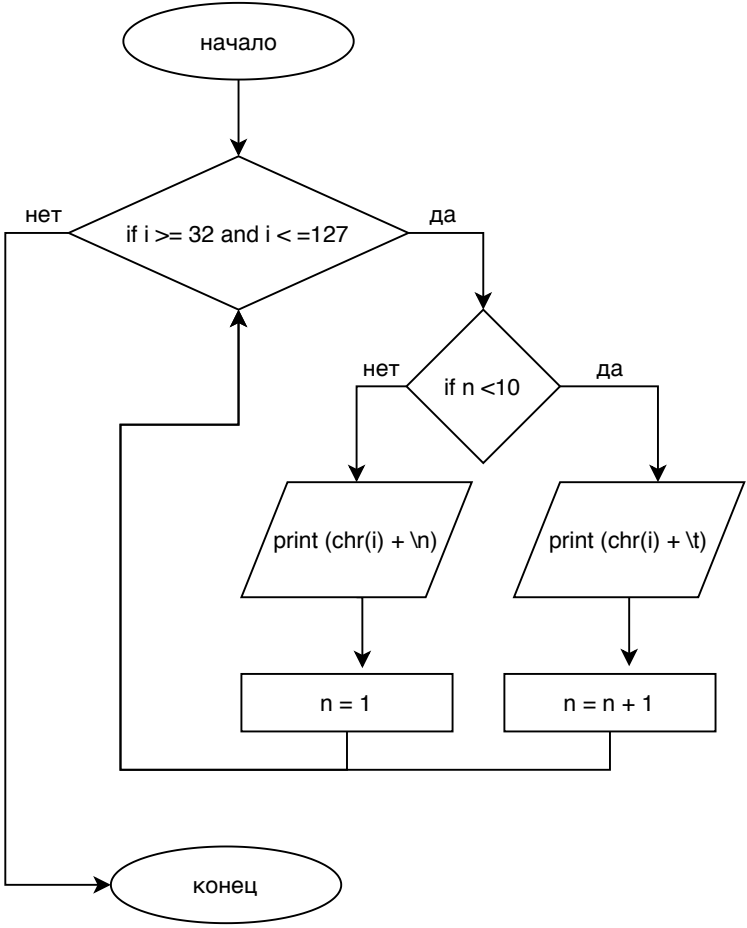 начало
нет
да
if i >= 32 and i < =127
нет
да
if n <10
print (chr(i) + \n)
print (chr(i) + \t)
n = 1
n = n + 1
конец